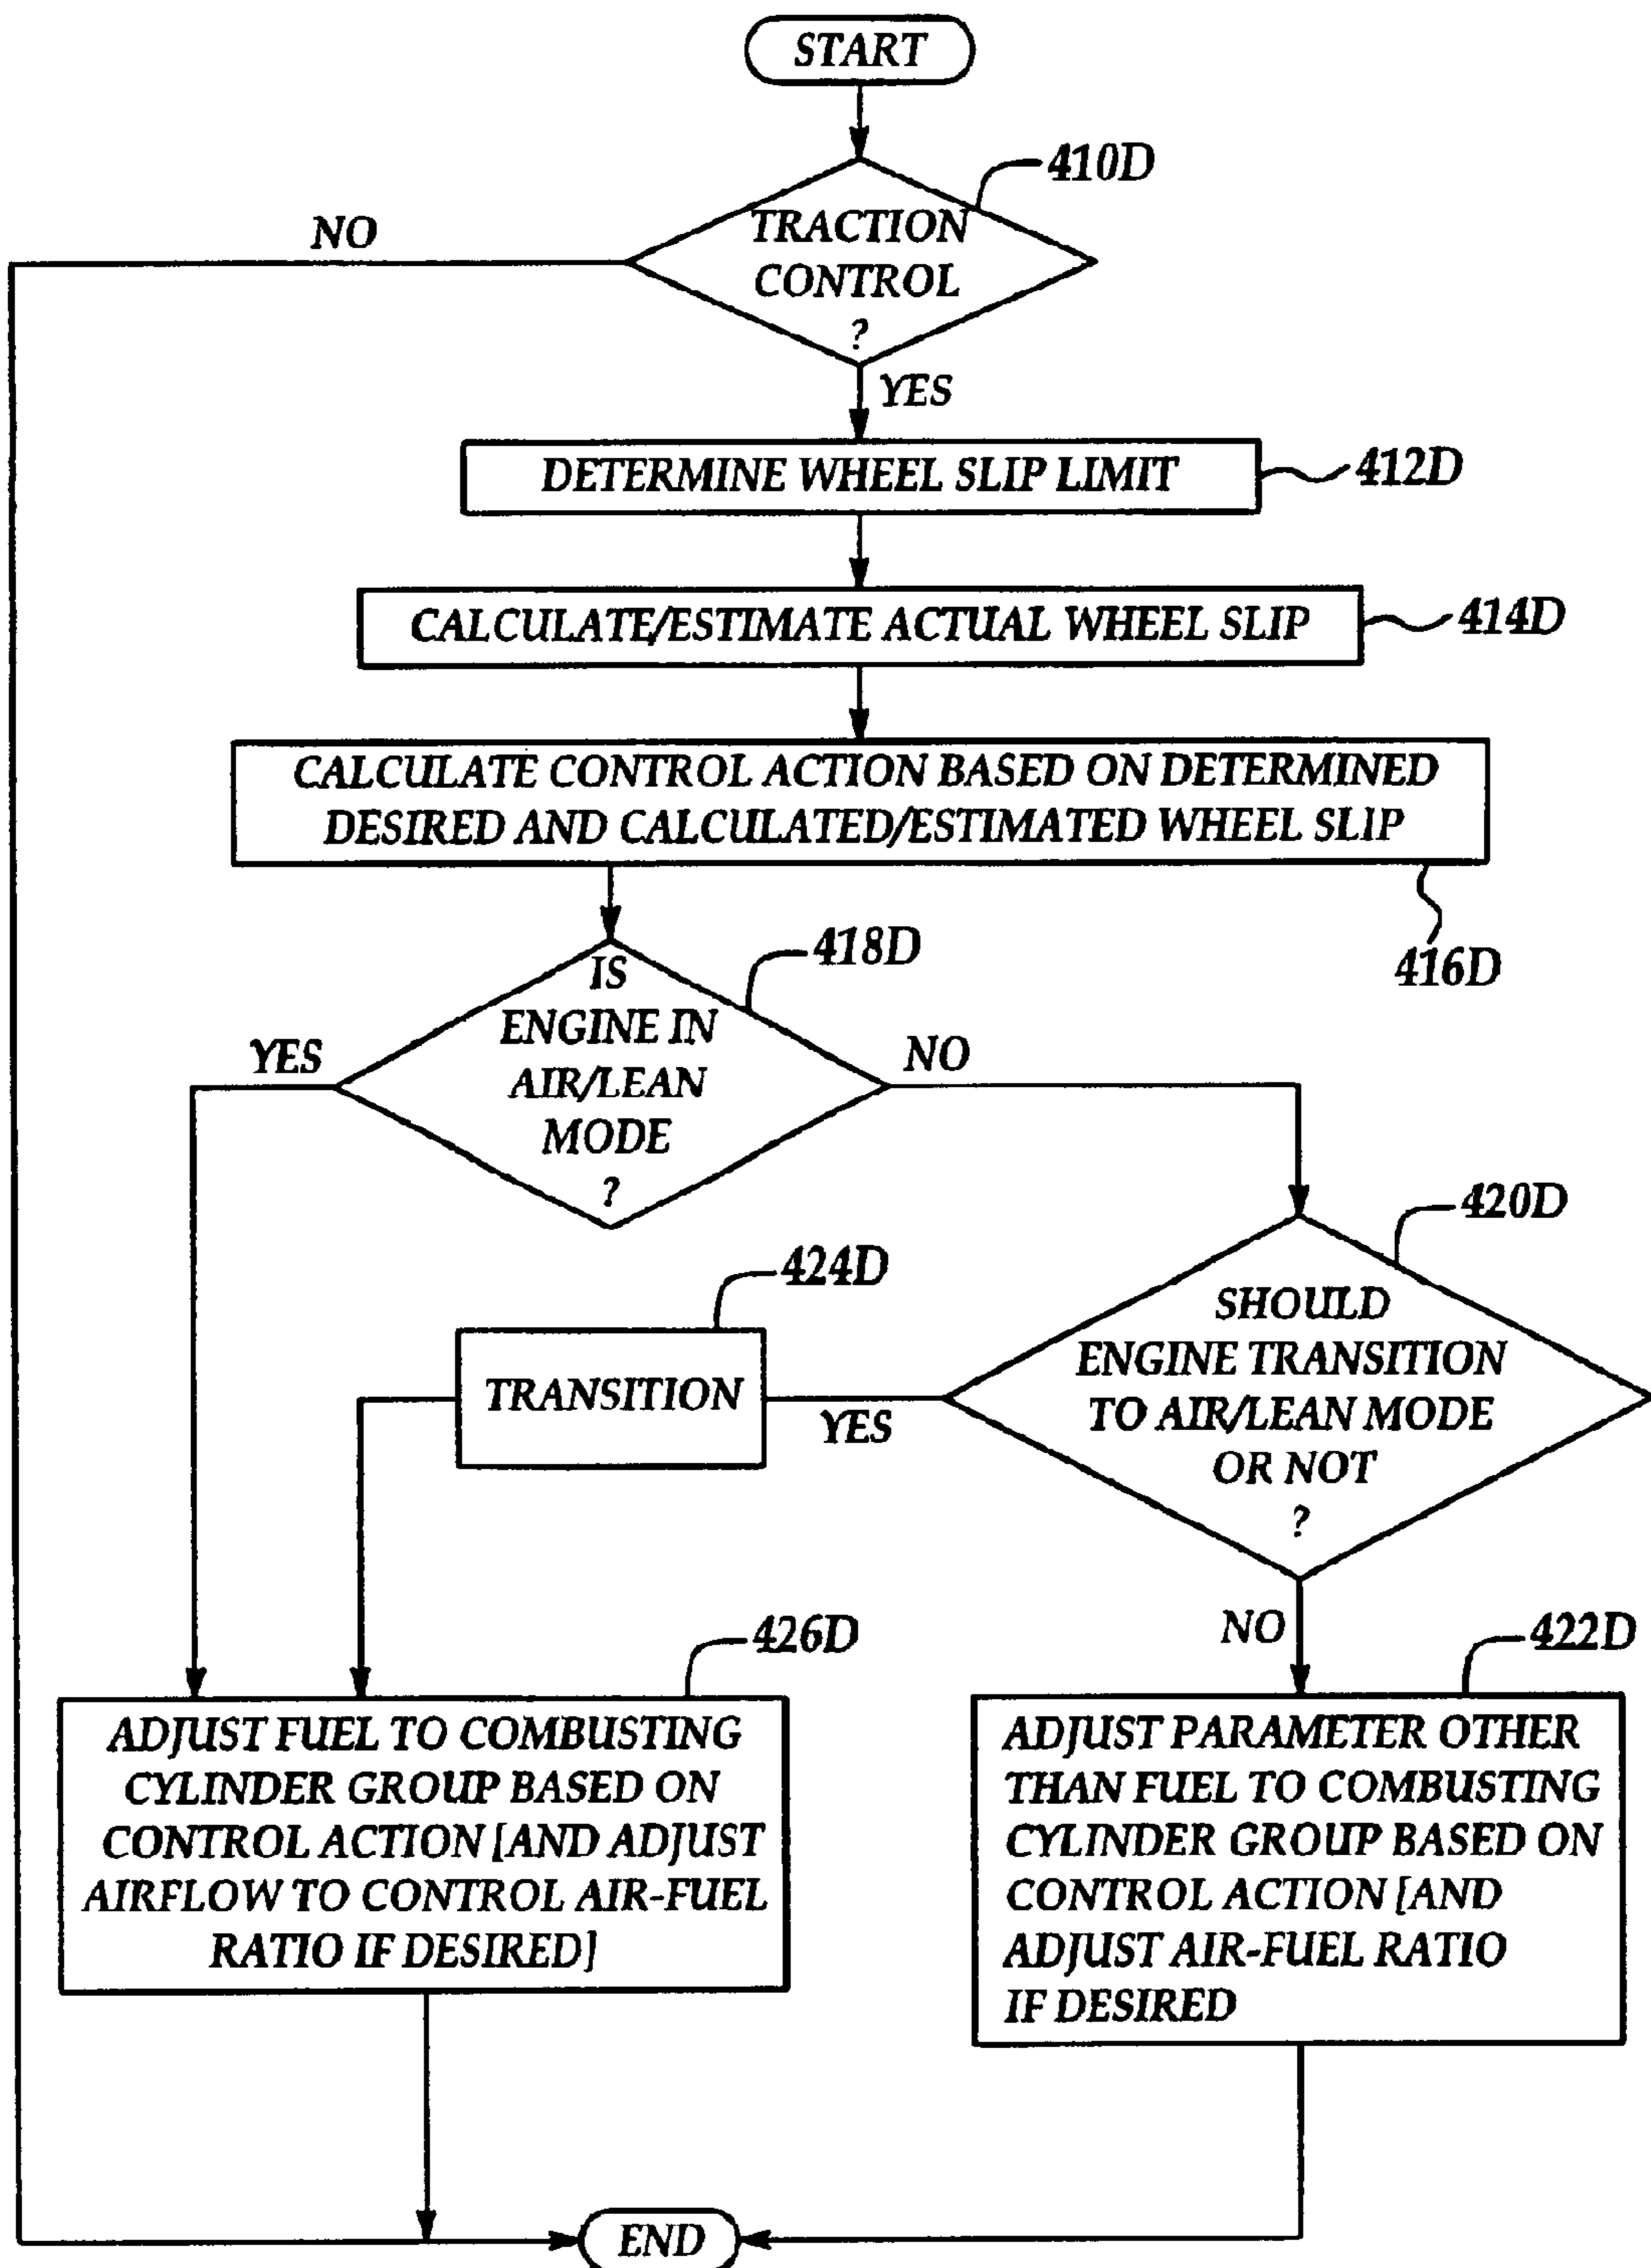 START
410D
NO
TRACTION
CONTROL
?
YES
DETERMINE WHEEL SLIP LIMIT
412D
CALCULATE/ESTIMATE ACTUAL WHEEL SLIP
414D
CALCULATE CONTROL ACTION BASED ON DETERMINED
DESIRED AND CALCULATED/ESTIMATED WHEEL SLIP
416D
418D
IS
ENGINE IN
AIR/LEAN
MODE
?
YES
NO
420D
424D
SHOULD
ENGINE TRANSITION
TO AIR/LEAN MODE
OR NOT
?
TRANSITION
YES
NO
426D
422D
ADJUST FUEL TO COMBUSTING
CYLINDER GROUP BASED ON
CONTROL ACTION [AND ADJUST
AIRFLOW TO CONTROL AIR-FUEL
RATIO IF DESIRED]
ADJUST PARAMETER OTHER
THAN FUEL TO COMBUSTING
CYLINDER GROUP BASED ON
CONTROL ACTION [AND
ADJUST AIR-FUEL RATIO
IF DESIRED
END